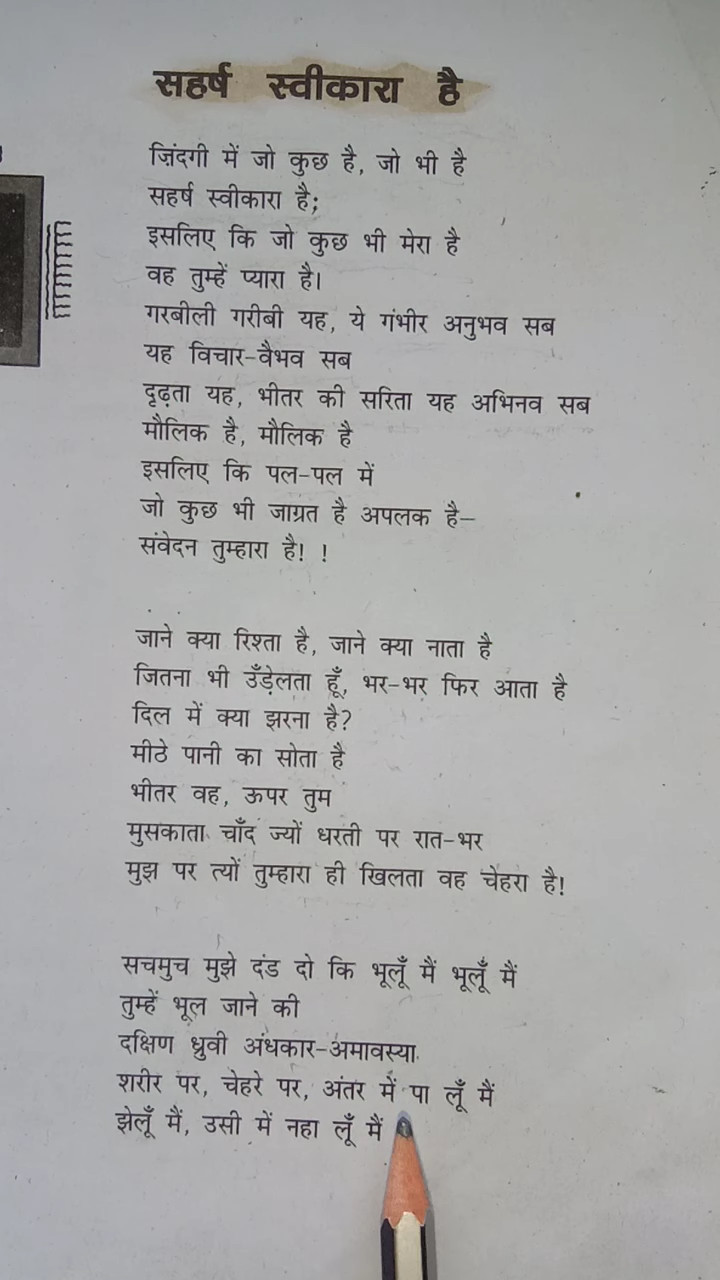 सहर्ष स्वीकारा है
ज़िंदगी में जो कुछ है, जो भी है
सहर्ष स्वीकारा है;
इसलिए कि जो कुछ भी मेरा है
वह तुम्हें प्यारा है।
गरबीली गरीबी यह, ये गंभीर अनुभव सब
यह विचार-वैभव सब
दृढ़ता यह, भीतर की सरिता यह अभिनव सब
मौलिक है, मौलिक है
इसलिए कि पल-पल में
जो कुछ भी जाग्रत है अपलक है—
संवेदन तुम्हारा है! !
जाने क्या रिश्ता है, जाने क्या नाता है
जितना भी उँड़ेलता हूँ, भर-भर फिर आता है
दिल में क्या झरना है?
मीठे पानी का सोता है
भीतर वह, ऊपर तुम
मुसकाता चाँद ज्यों धरती पर रात-भर
मुझ पर त्यों तुम्हारा ही खिलता वह चेहरा है!
सचमुच मुझे दंड दो कि भूलूँ मैं भूलूँ मैं
तुम्हें भूल जाने की
दक्षिण ध्रुवी अंधकार-अमावस्या
शरीर पर, चेहरे पर, अंतर में पा लूँ मैं
झेलूँ मैं, उसी में नहा लूँ मैं